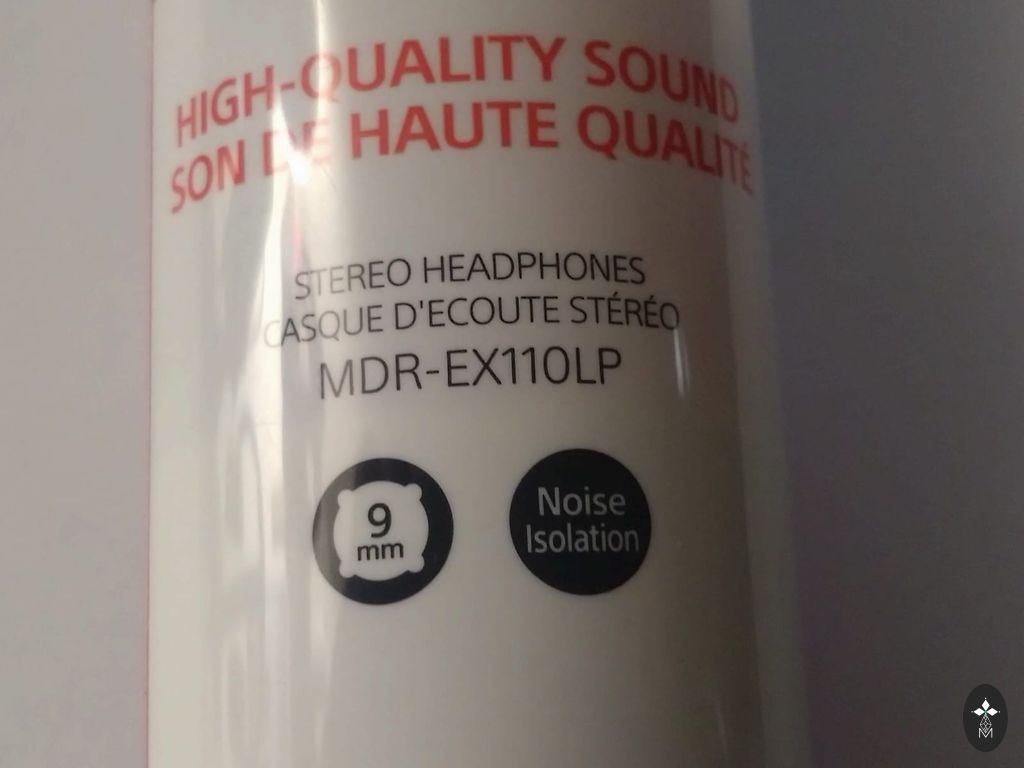 HIGH-QUALITY SOUND
SON DE HAUTE QUALITÉ
STEREO HEADPHONES
CASQUE D'ECOUTE STÉRÉO
MDR-EX110LP
9
mm
Noise
Isolation
M